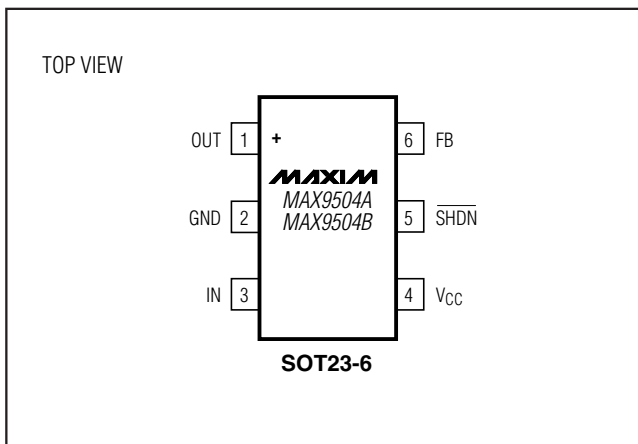 TOP VIEW
OUT 1 + 6 FB
MAXIM
MAX9504A
GND 2 MAX9504B 5 SHDN
IN 3 4 VCC
SOT23-6